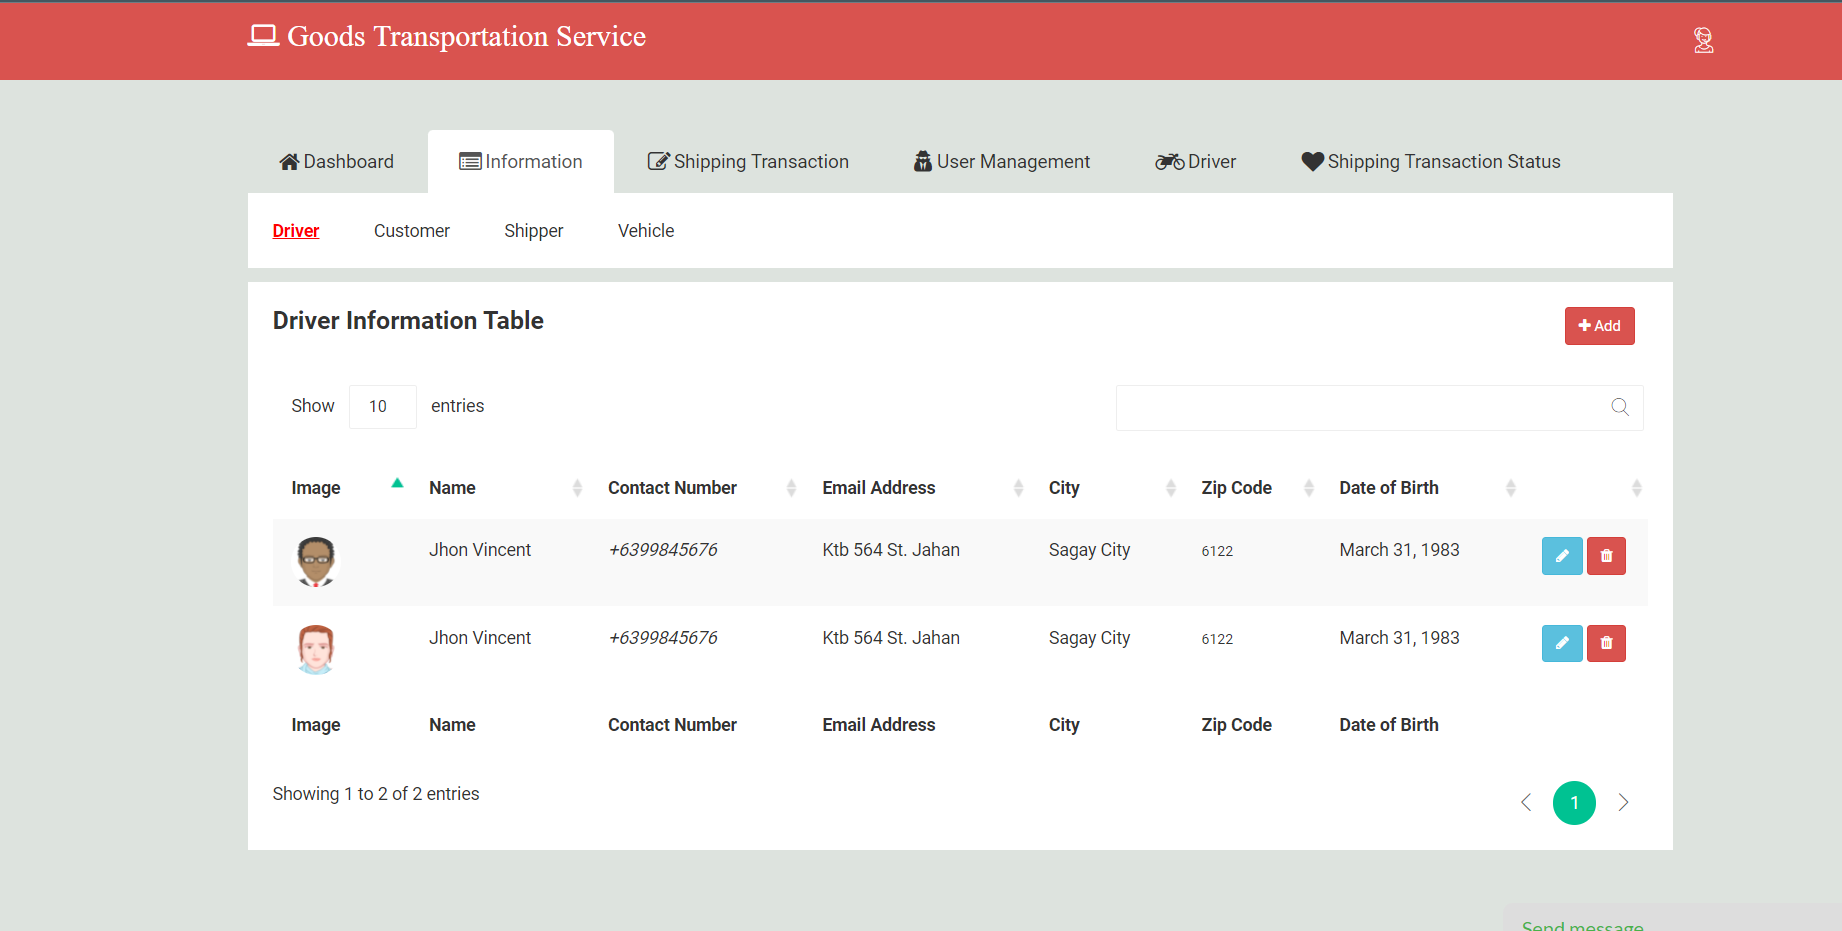 Goods Transportation Service
Dashboard Information Shipping Transaction User Management Driver Shipping Transaction Status
Driver Customer Shipper Vehicle
Driver Information Table
Add
Show 10 entries
Image Name Contact Number Email Address City Zip Code Date of Birth
Jhon Vincent +6399845676 Ktb 564 St. Jahan Sagay City 6122 March 31, 1983
Jhon Vincent +6399845676 Ktb 564 St. Jahan Sagay City 6122 March 31, 1983
Image Name Contact Number Email Address City Zip Code Date of Birth
Showing 1 to 2 of 2 entries
1
Send message